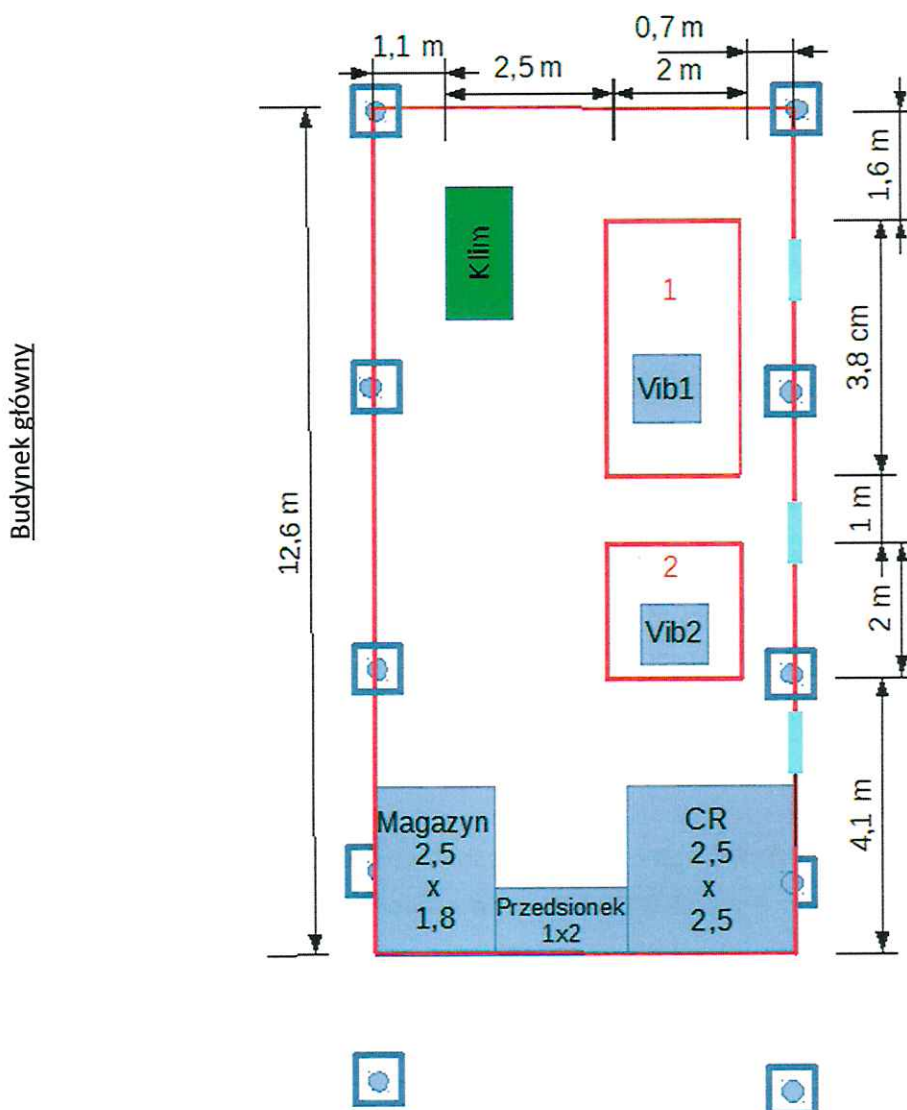 0,7 m
1,1 m
2,5 m
2 m
1,6 m
Klim
1
3,8 cm
Vib1
Budynek główny
12,6 m
1 m
2
Vib2
2 m
Magazyn
2,5
x
1,8
CR
2,5
x
2,5
4,1 m
Przedsionek
1x2